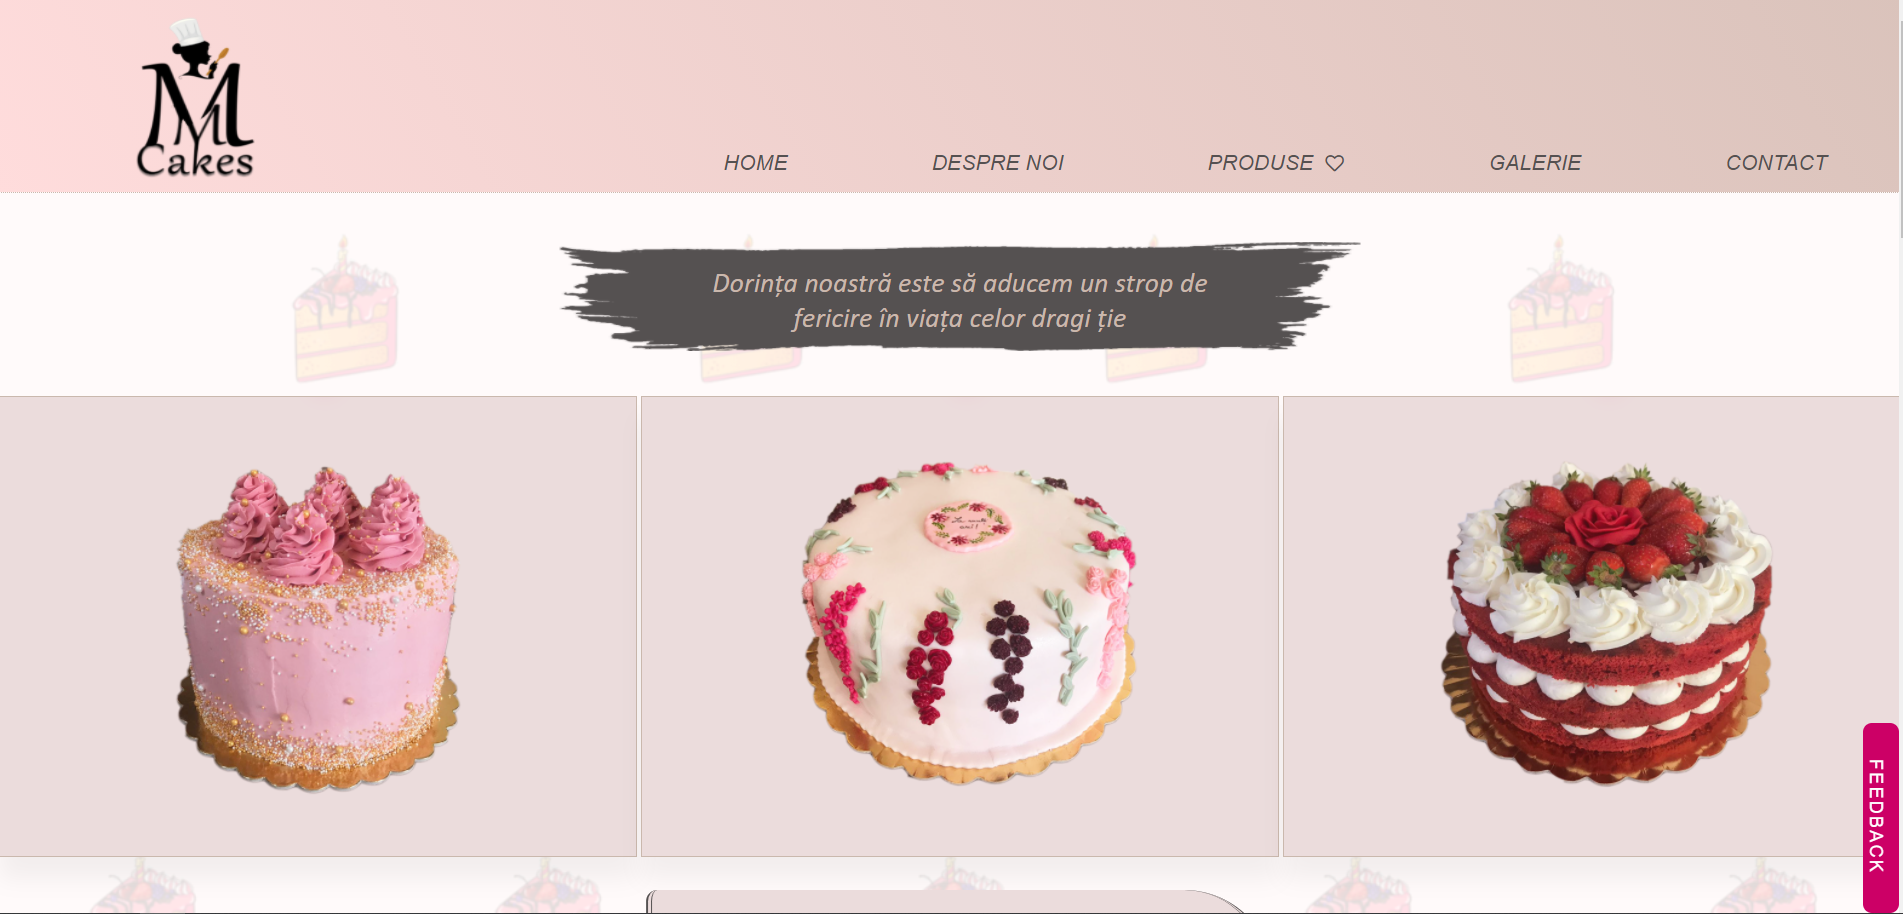 MM
Cakes
HOME
DESPRE NOI
PRODUSE
GALERIE
CONTACT
Dorința noastră este să aducem un strop de
fericire în viața celor dragi ție
FEEDBACK